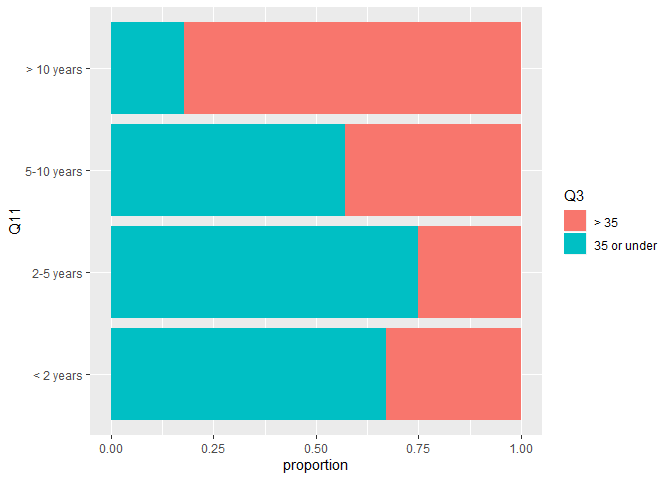 > 10 years
5-10 years
2-5 years
< 2 years
Q11
0.00 0.25 0.50 0.75 1.00
proportion
Q3
> 35
35 or under